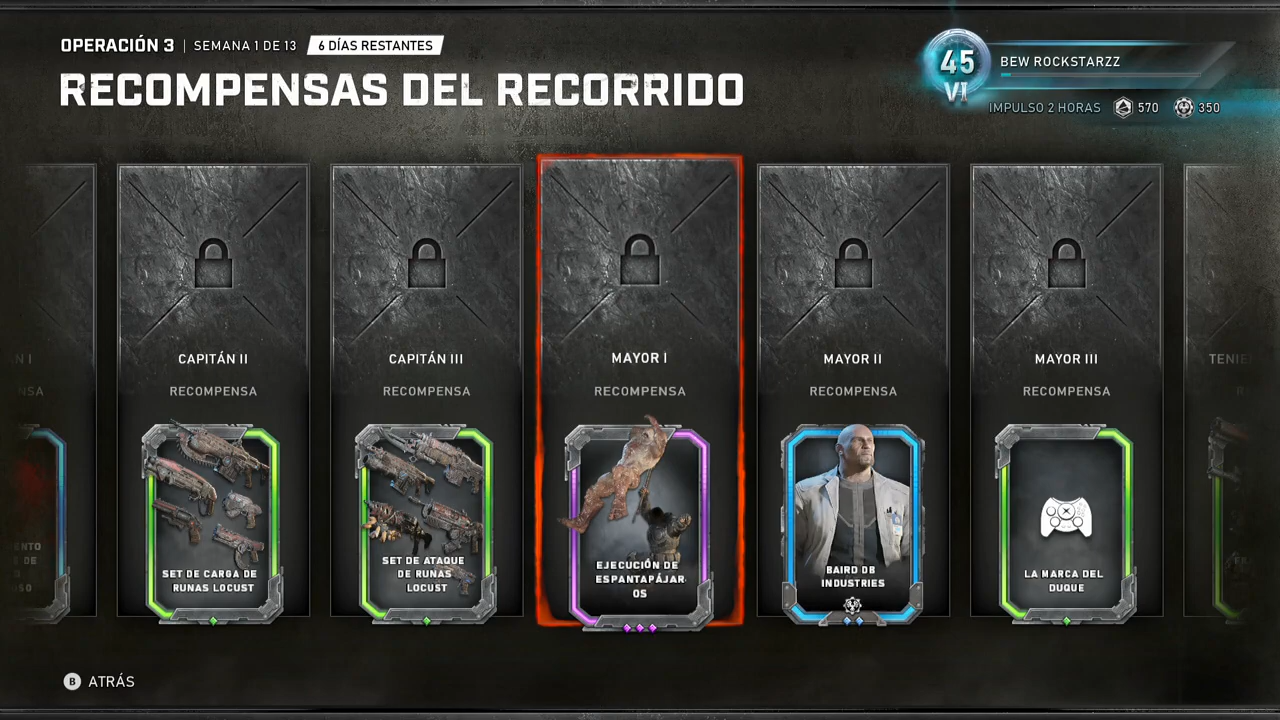 OPERACIÓN 3 | SEMANA 1 DE 13 6 DÍAS RESTANTES
RECOMPENSAS DEL RECORRIDO
45
VI
BEW ROCKSTARZZ
IMPULSO 2 HORAS 570 350
CAPITÁN II
RECOMPENSA
SET DE CARGA DE
RUNAS LOCUST
CAPITÁN III
RECOMPENSA
SET DE ATAQUE
DE RUNAS
LOCUST
MAYOR I
RECOMPENSA
EJECUCIÓN DE
ESPANTAPÁJAR
OS
MAYOR II
RECOMPENSA
BAIRD DB
INDUSTRIES
MAYOR III
RECOMPENSA
LA MARCA DEL
DUQUE
B ATRÁS